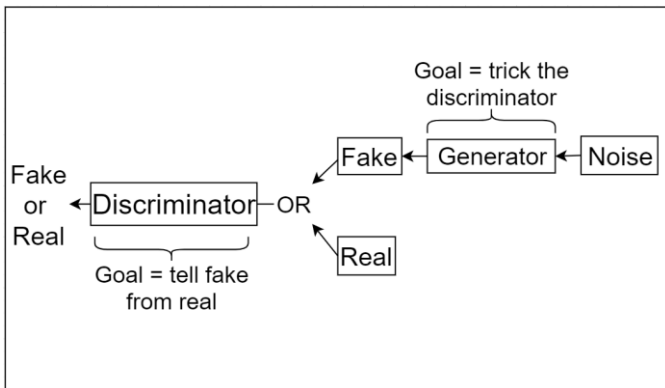 Goal = trick the
discriminator
Fake
Generator
Noise
Fake
or
Real
Discriminator
OR
Real
Goal = tell fake
from real